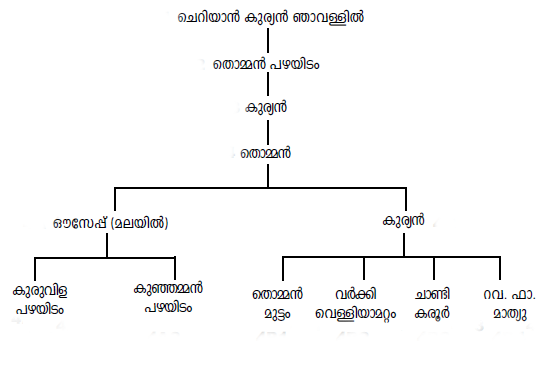 ചെറിയാൻ കുര്യൻ ഞാവള്ളിൽ
തൊമ്മൻ പഴയിടം
കുര്യൻ
തൊമ്മൻ
ഔസേപ്പ് (മലയിൽ)
കുര്യൻ
കുരുവിള
പഴയിടം
കുഞ്ഞമ്മൻ
പഴയിടം
തൊമ്മൻ
മുട്ടം
വർക്കി
വെള്ളിയാമറ്റം
ചാണ്ടി
കരൂർ
റവ. ഫാ.
മാത്യു